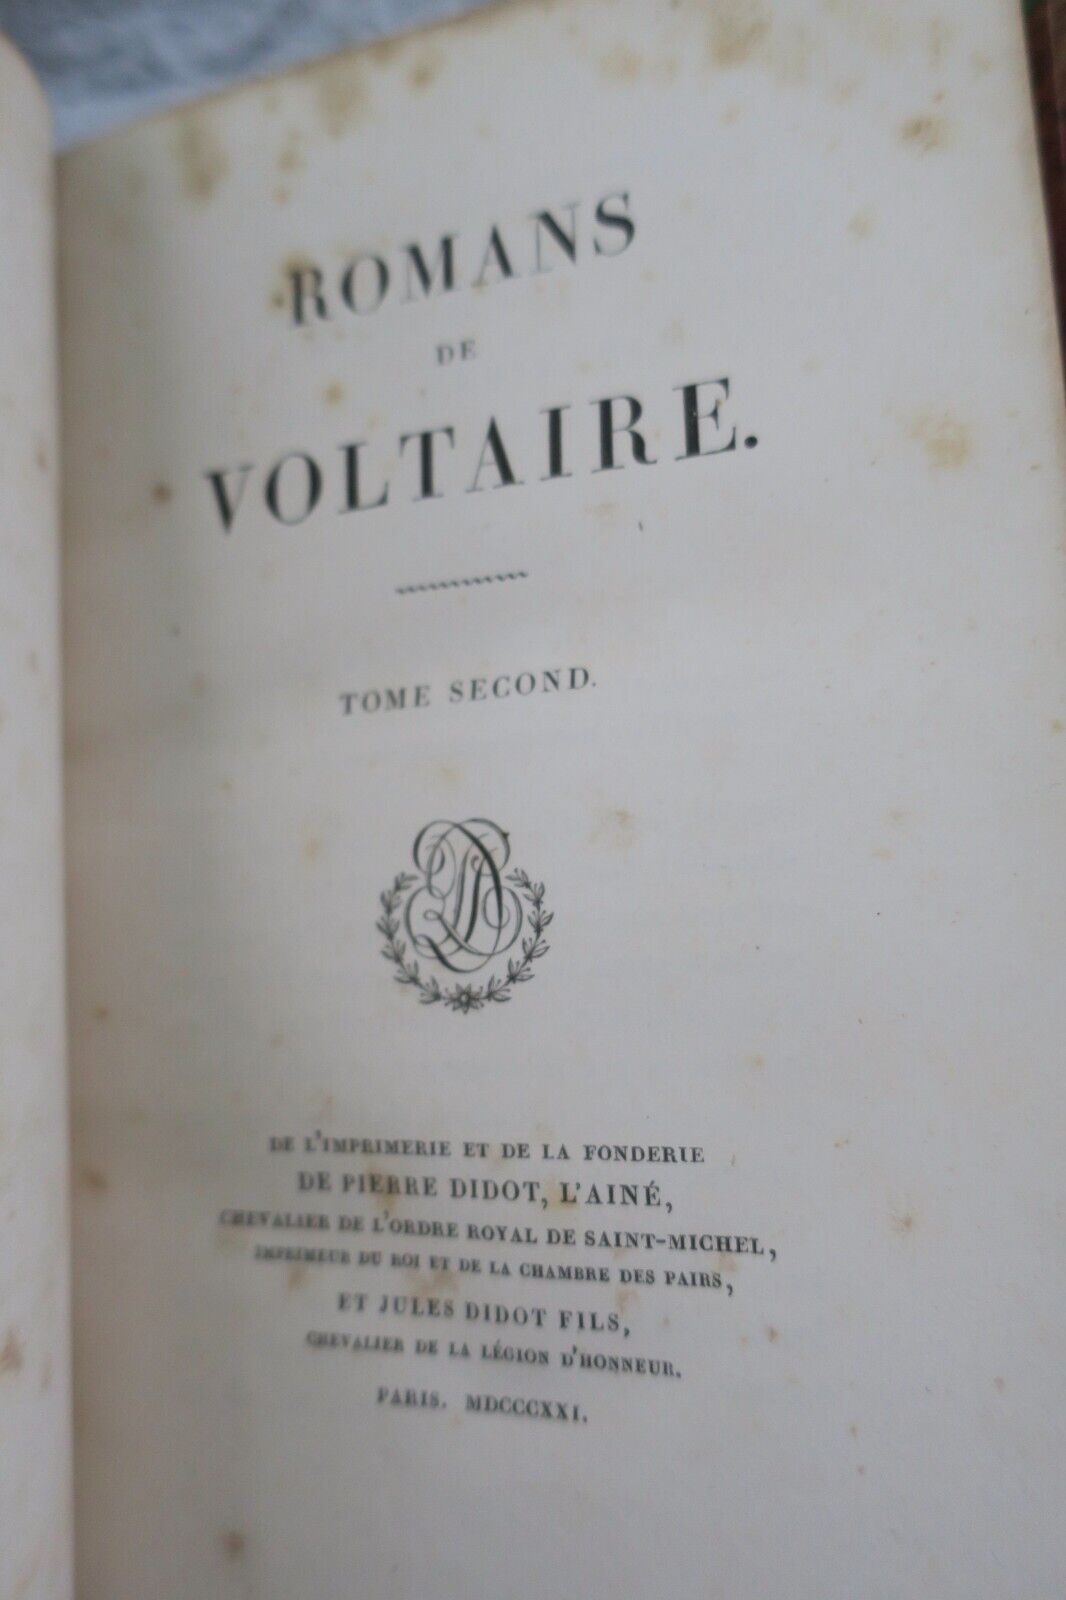 ROMANS
DE
VOLTAIRE.
TOME SECOND.
DE L'IMPRIMERIE ET DE LA FONDERIE
DE PIERRE DIDOT, L'AINÉ,
CHEVALIER DE L'ORDRE ROYAL DE SAINT-MICHEL,
IMPRIMEUR DU ROI ET DE LA CHAMBRE DES PAIRS,
ET JULES DIDOT FILS,
CHEVALIER DE LA LÉGION D'HONNEUR.
PARIS. MDCCCXXI.